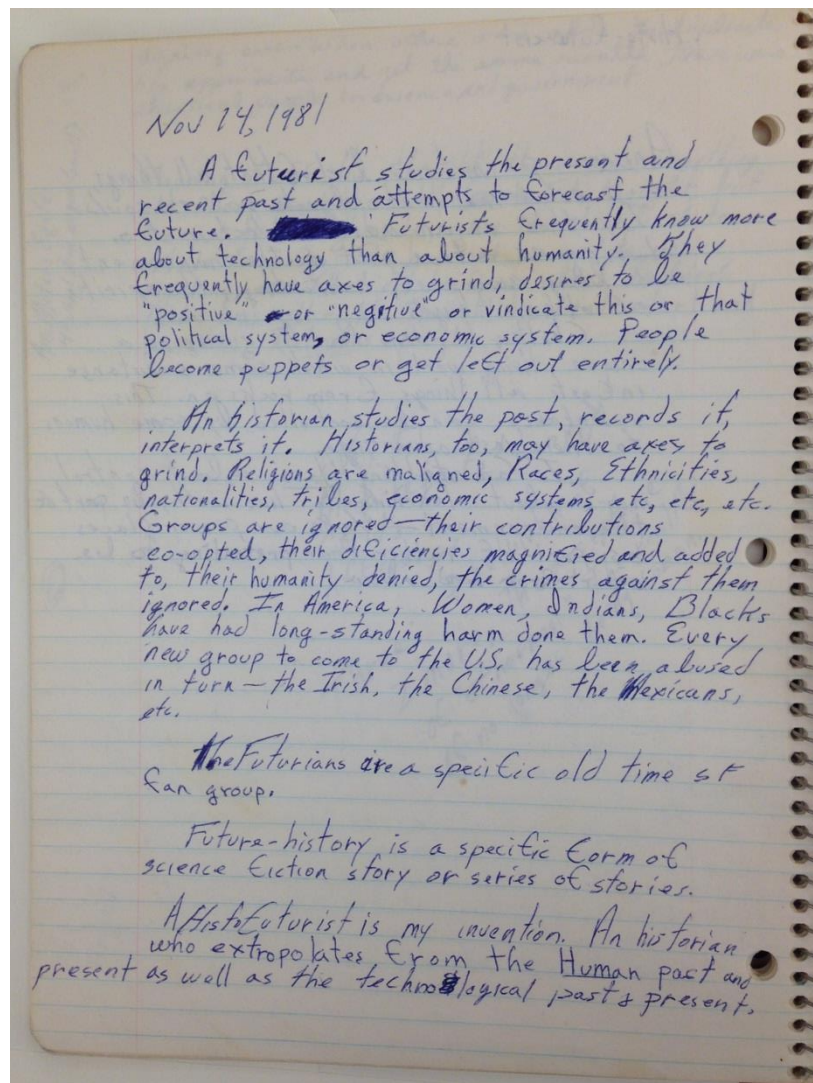 Nov 14, 1981
A futurist studies the present and
recent past and attempts to forecast the
future. Futurists frequently know more
about technology than about humanity. They
frequently have axes to grind, desires to be
"positive" or "negitive" or vindicate this or that
political system, or economic system. People
become puppets or get left out entirely.
An historian studies the past, records it,
interprets it. Historians, too, may have axes to
grind. Religions are maligned, Races, Ethnicities,
nationalities, tribes, economic systems etc, etc, etc.
Groups are ignored—their contributions
co-opted, their dificiencies magnified and added
to, their humanity denied, the crimes against them
ignored. In America, Women, Indians, Blacks
have had long-standing harm done them. Every
new group to come to the U.S. has been abused
in turn—the Irish, the Chinese, the Mexicans,
etc.
The Futurians are a specific old time SF
fan group.
Future-history is a specific form of
science fiction story or series of stories.
A HistoFuturist is my invention. An historian
who extropolates from the Human past and
present as well as the technological past & present.